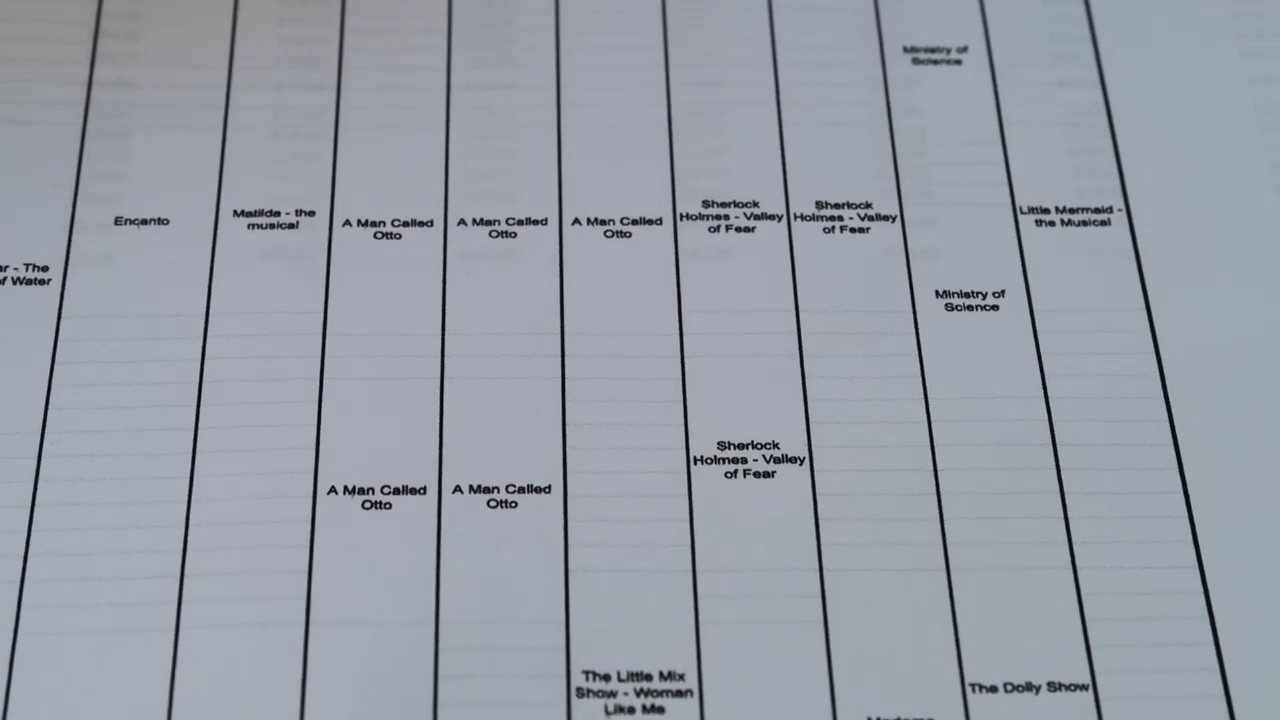 Ministry of
Science
Encanto
Matilda - the
musical
A Man Called
Otto
A Man Called
Otto
A Man Called
Otto
Sherlock
Holmes - Valley
of Fear
Sherlock
Holmes - Valley
of Fear
Little Mermaid -
the Musical
r - The
f Water
Ministry of
Science
Sherlock
Holmes - Valley
of Fear
A Man Called
Otto
A Man Called
Otto
The Little Mix
Show - Woman
Like Me
The Dolly Show